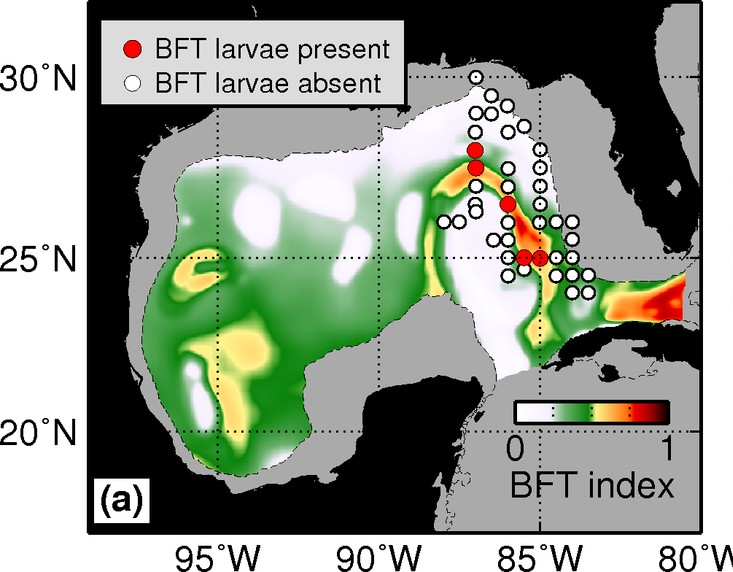 BFT larvae present
BFT larvae absent
30˚N
25˚N
20˚N
0 1
BFT index
(a)
95˚W 90˚W 85˚W 80˚W